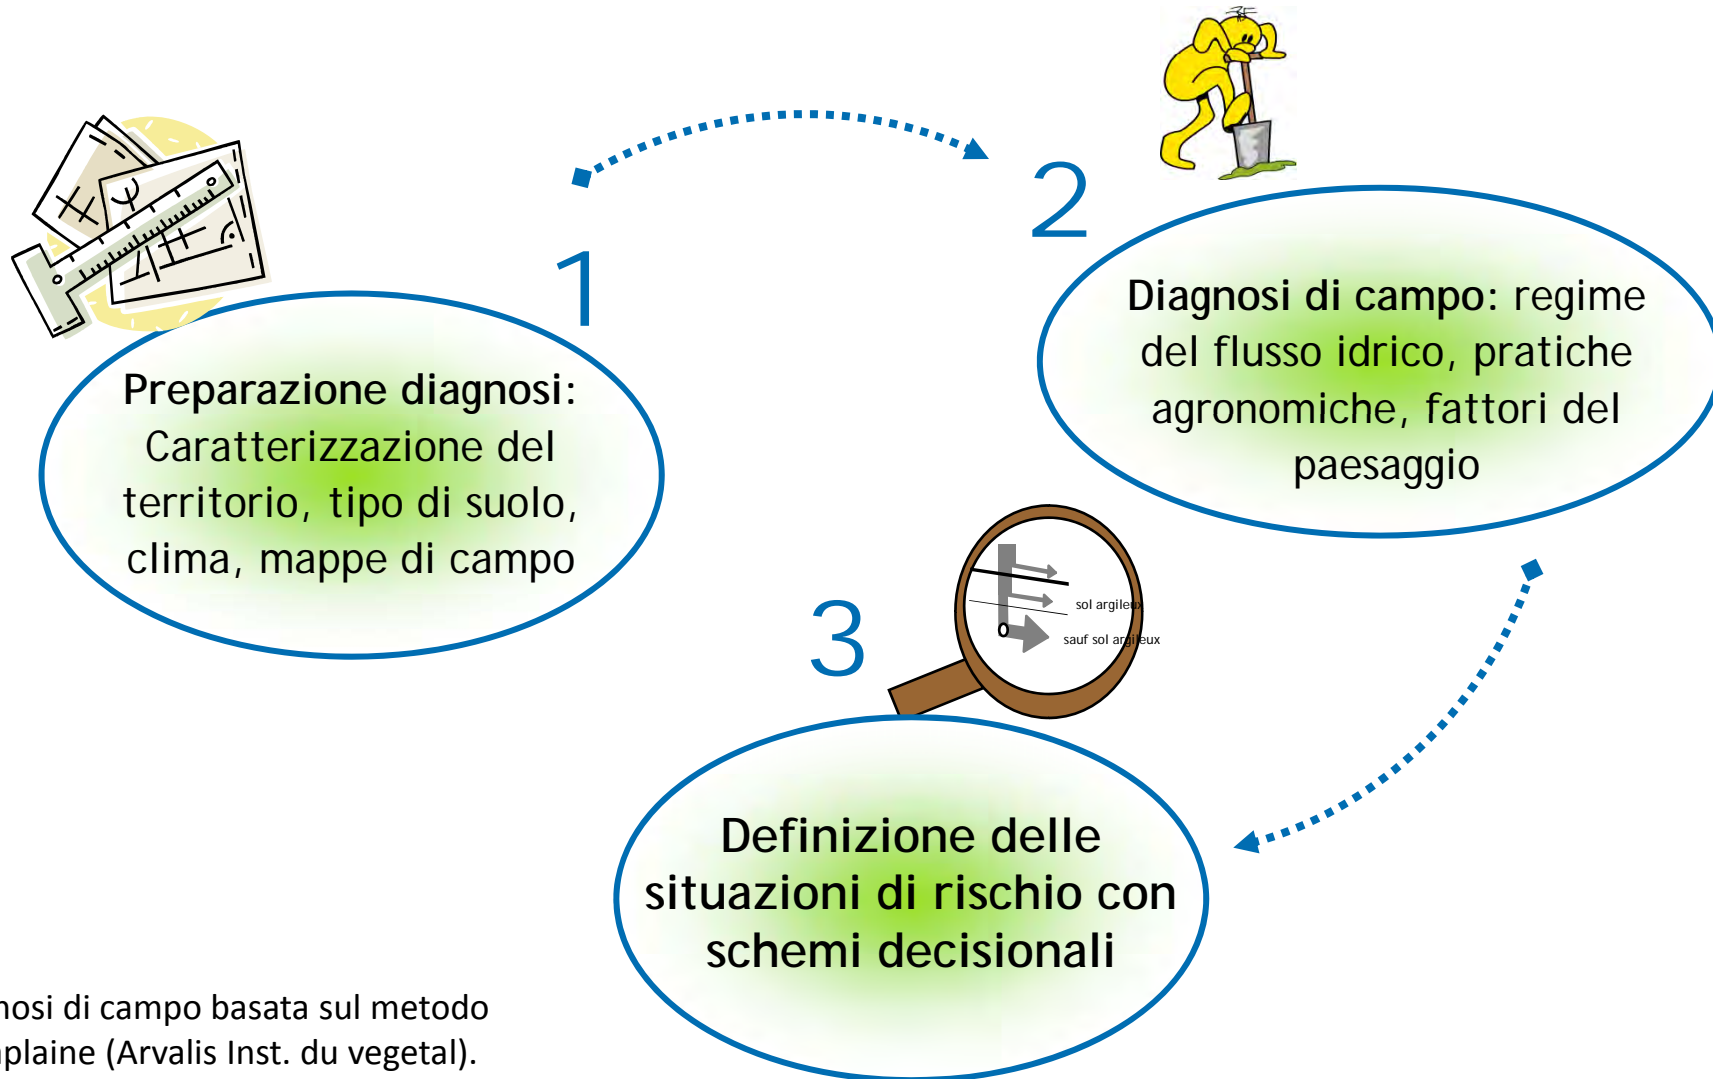 1
Preparazione diagnosi:
Caratterizzazione del
territorio, tipo di suolo,
clima, mappe di campo
2
Diagnosi di campo: regime
del flusso idrico, pratiche
agronomiche, fattori del
paesaggio
3
sol argileux
sauf sol argileux
Definizione delle
situazioni di rischio con
schemi decisionali
nosi di campo basata sul metodo
plaine (Arvalis Inst. du vegetal).